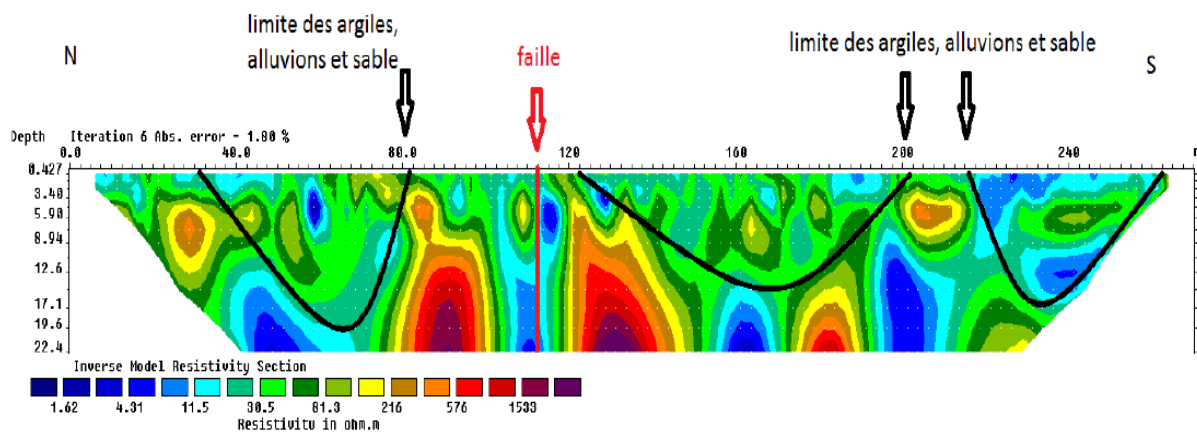 limite des argiles,
alluvions et sable
N
faille
limite des argiles, alluvions et sable
S
Depth Iteration 6 Abs. error - 1.80 %
0.0 40.0 80.0 120 160 200 240 m
0.427
3.40
5.90
8.94
12.6
17.1
19.6
22.4
Inverse Model Resistivity Section
1.62 4.31 11.5 30.5 81.3 216 576 1533
Resistivity in ohm.m